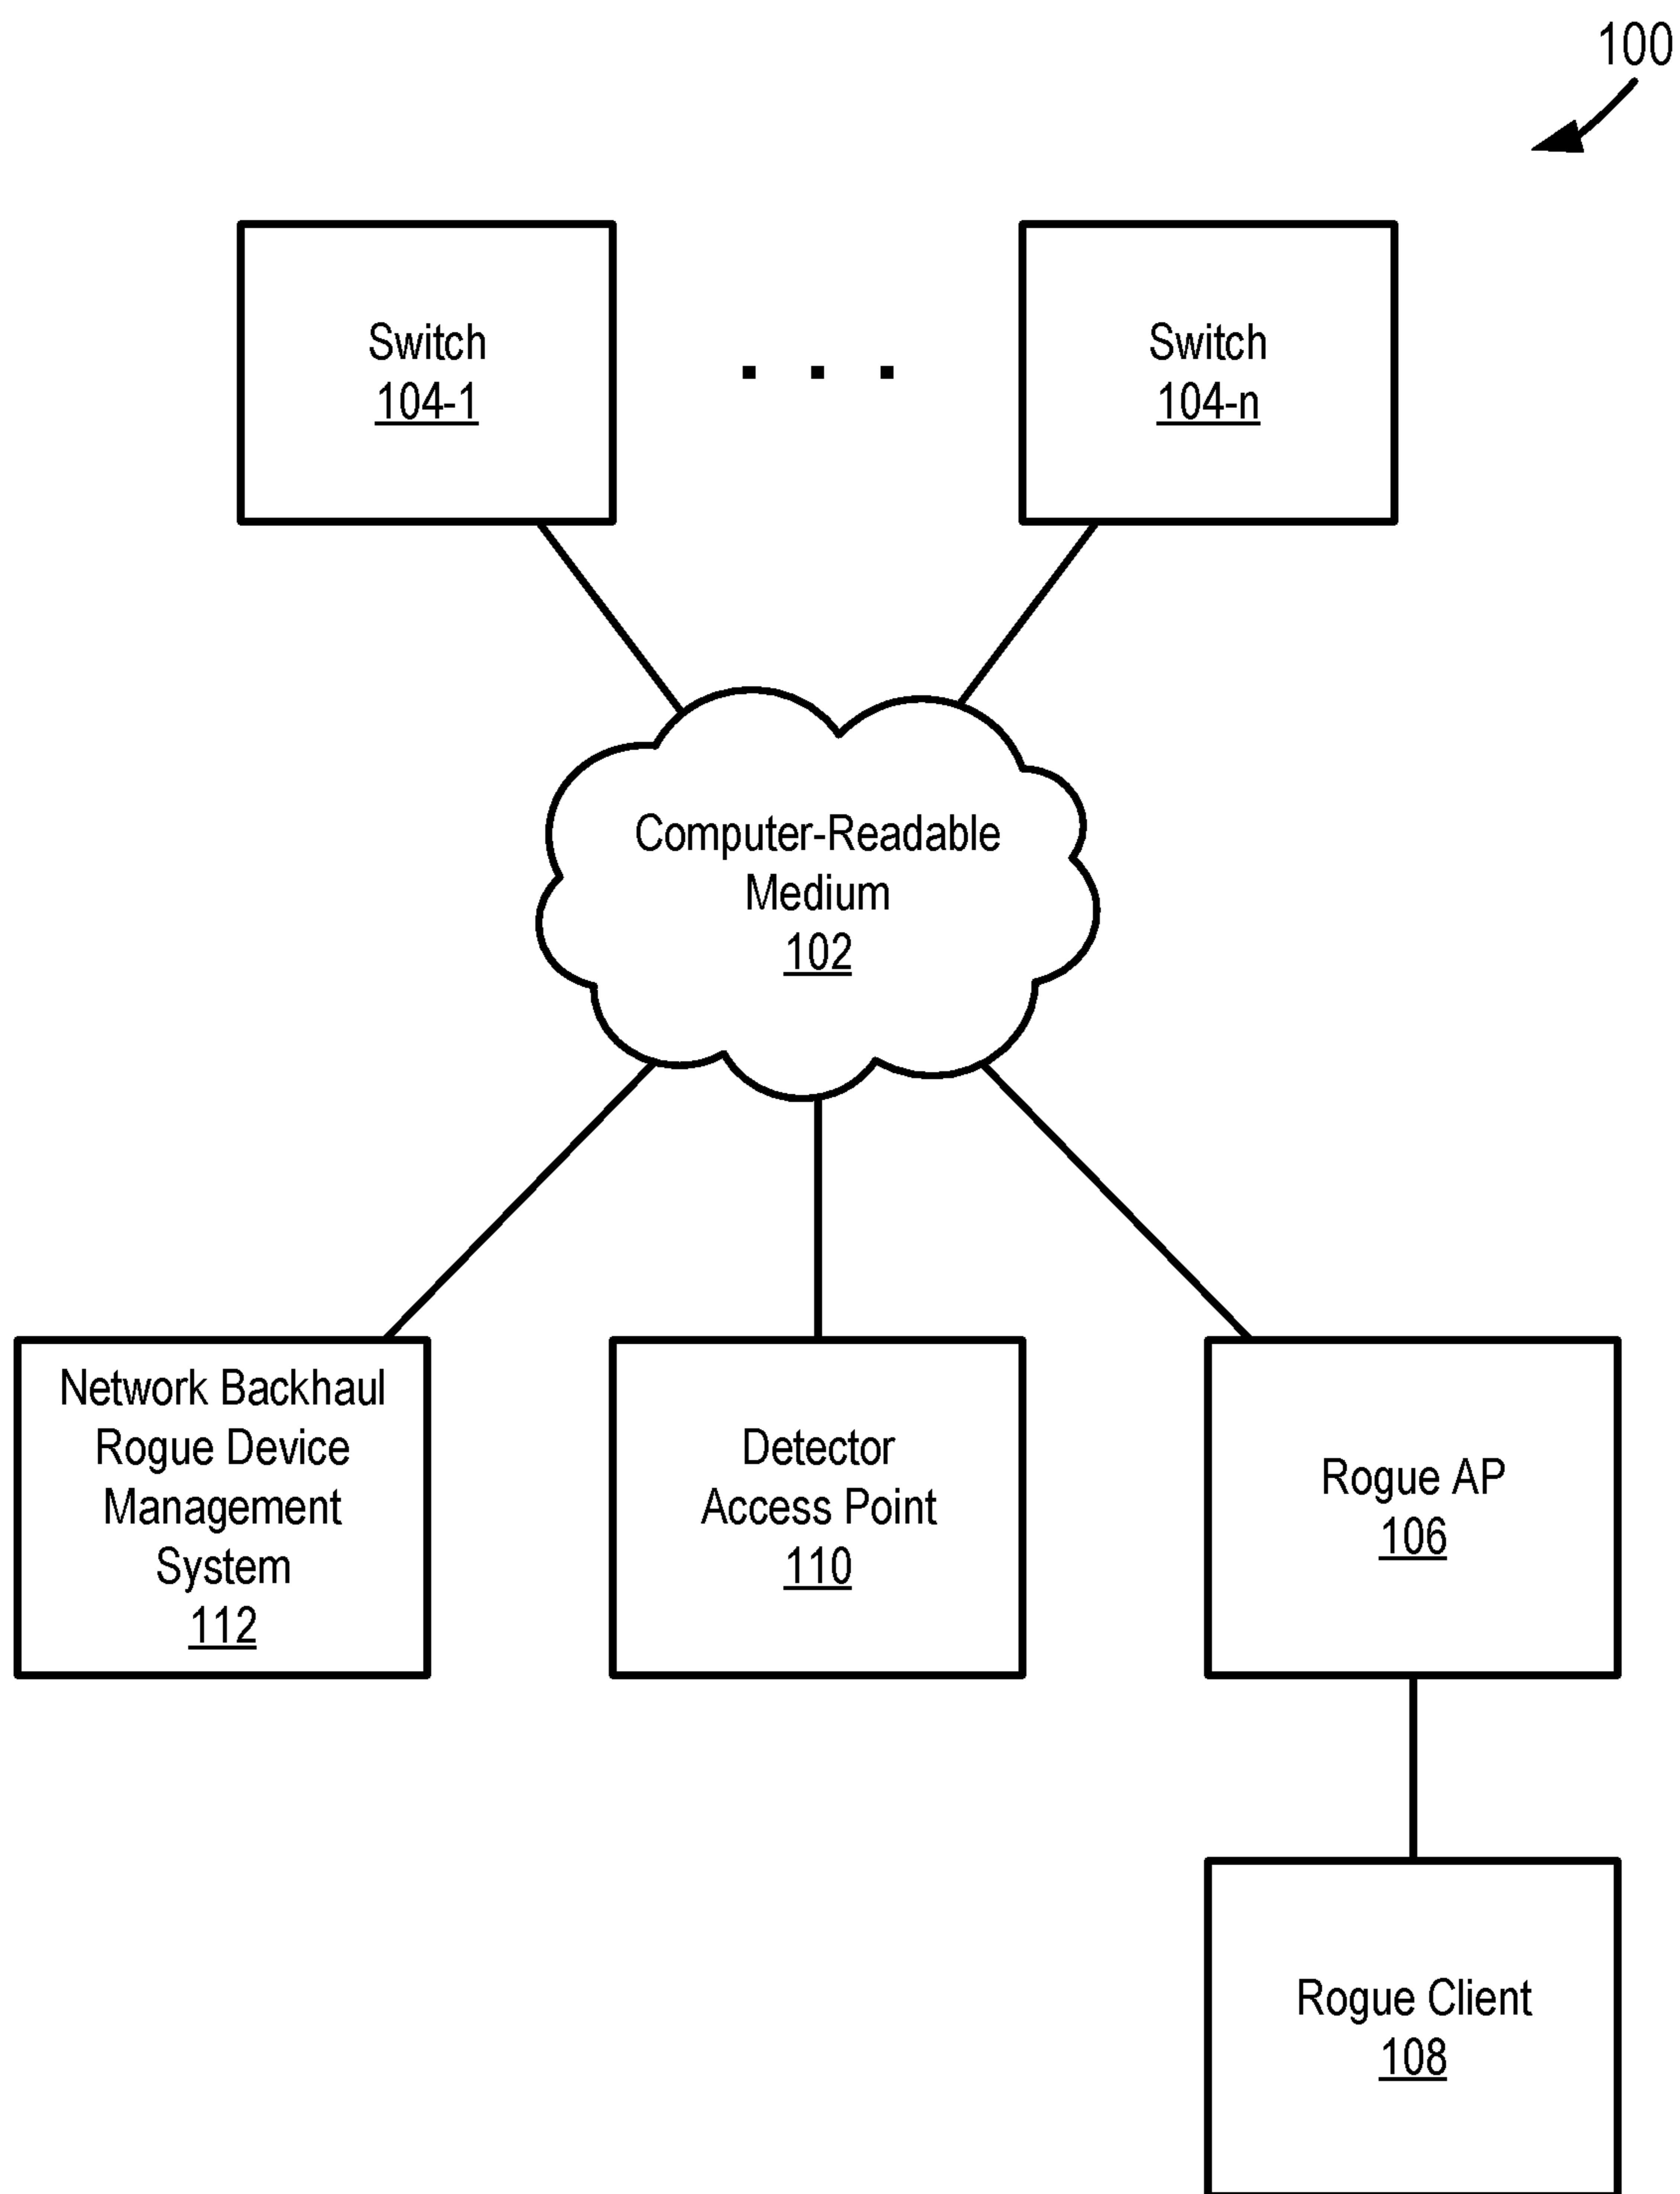 100
Switch
104-1
. . .
Switch
104-n
Computer-Readable
Medium
102
Network Backhaul
Rogue Device
Management
System
112
Detector
Access Point
110
Rogue AP
106
Rogue Client
108